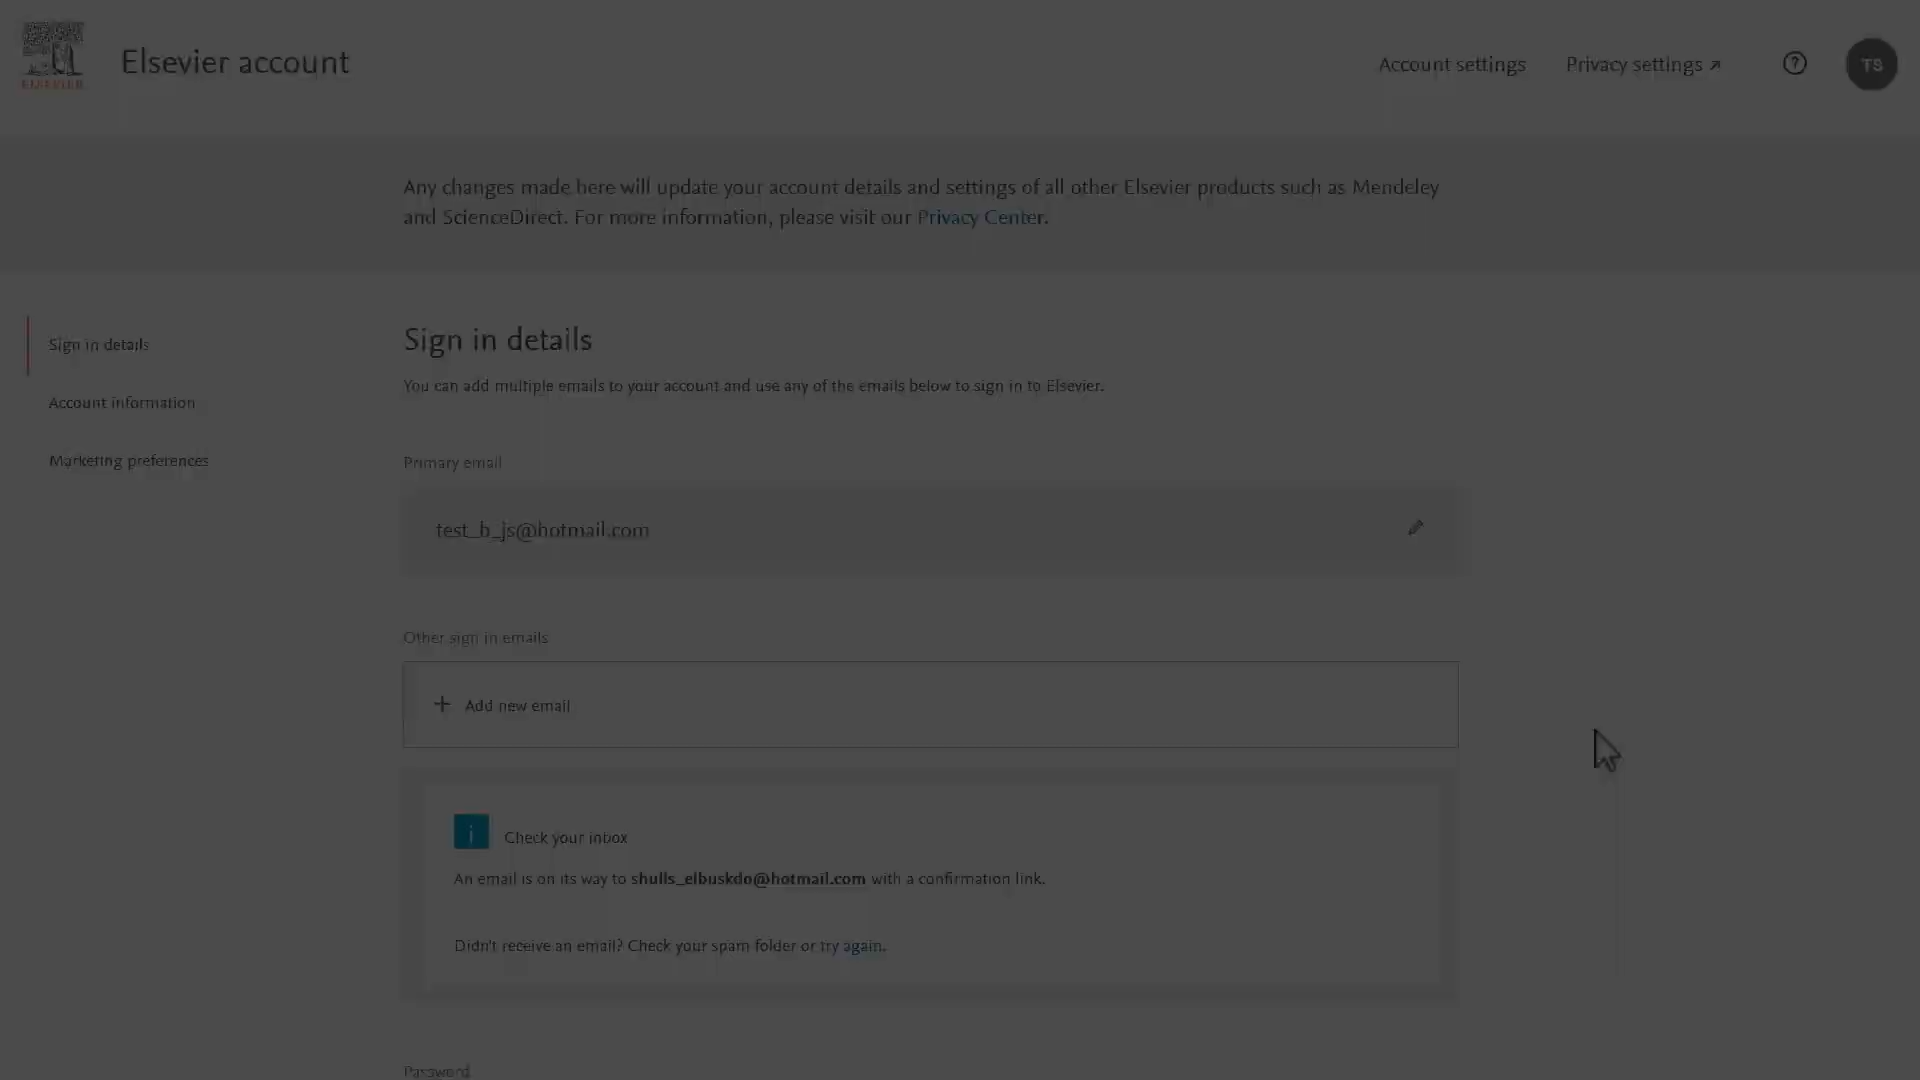 ELSEVIER
Elsevier account
Account settings
Privacy settings ↗
?
TS
Any changes made here will update your account details and settings of all other Elsevier products such as Mendeley
and ScienceDirect. For more information, please visit our Privacy Center.
Sign in details
Account information
Marketing preferences
Sign in details
You can add multiple emails to your account and use any of the emails below to sign in to Elsevier.
Primary email
test_b_js@hotmail.com
Other sign in emails
+ Add new email
i Check your inbox
An email is on its way to shulls_elbuskdo@hotmail.com with a confirmation link.
Didn't receive an email? Check your spam folder or try again.
Password